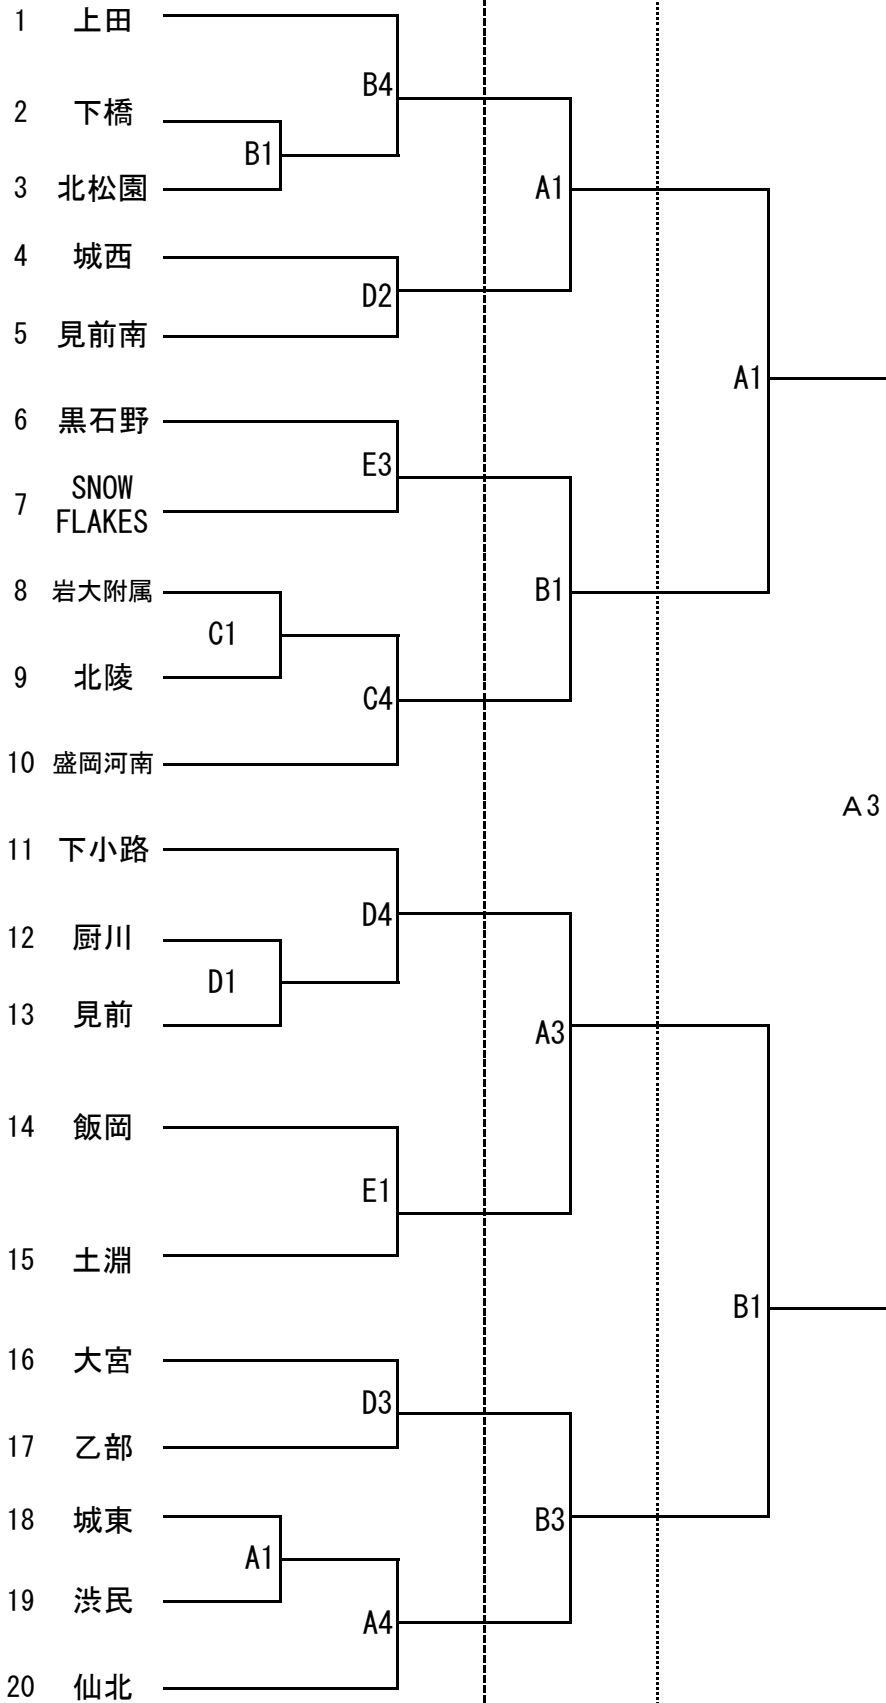 1 上田
B4
2 下橋
B1
3 北松園
A1
4 城西
D2
5 見前南
A1
6 黒石野
E3
7 SNOW
FLAKES
8 岩大附属
B1
C1
9 北陵
C4
10 盛岡河南
A3
11 下小路
D4
12 厨川
D1
13 見前
A3
14 飯岡
E1
15 土淵
B1
16 大宮
D3
17 乙部
18 城東
B3
A1
19 渋民
A4
20 仙北